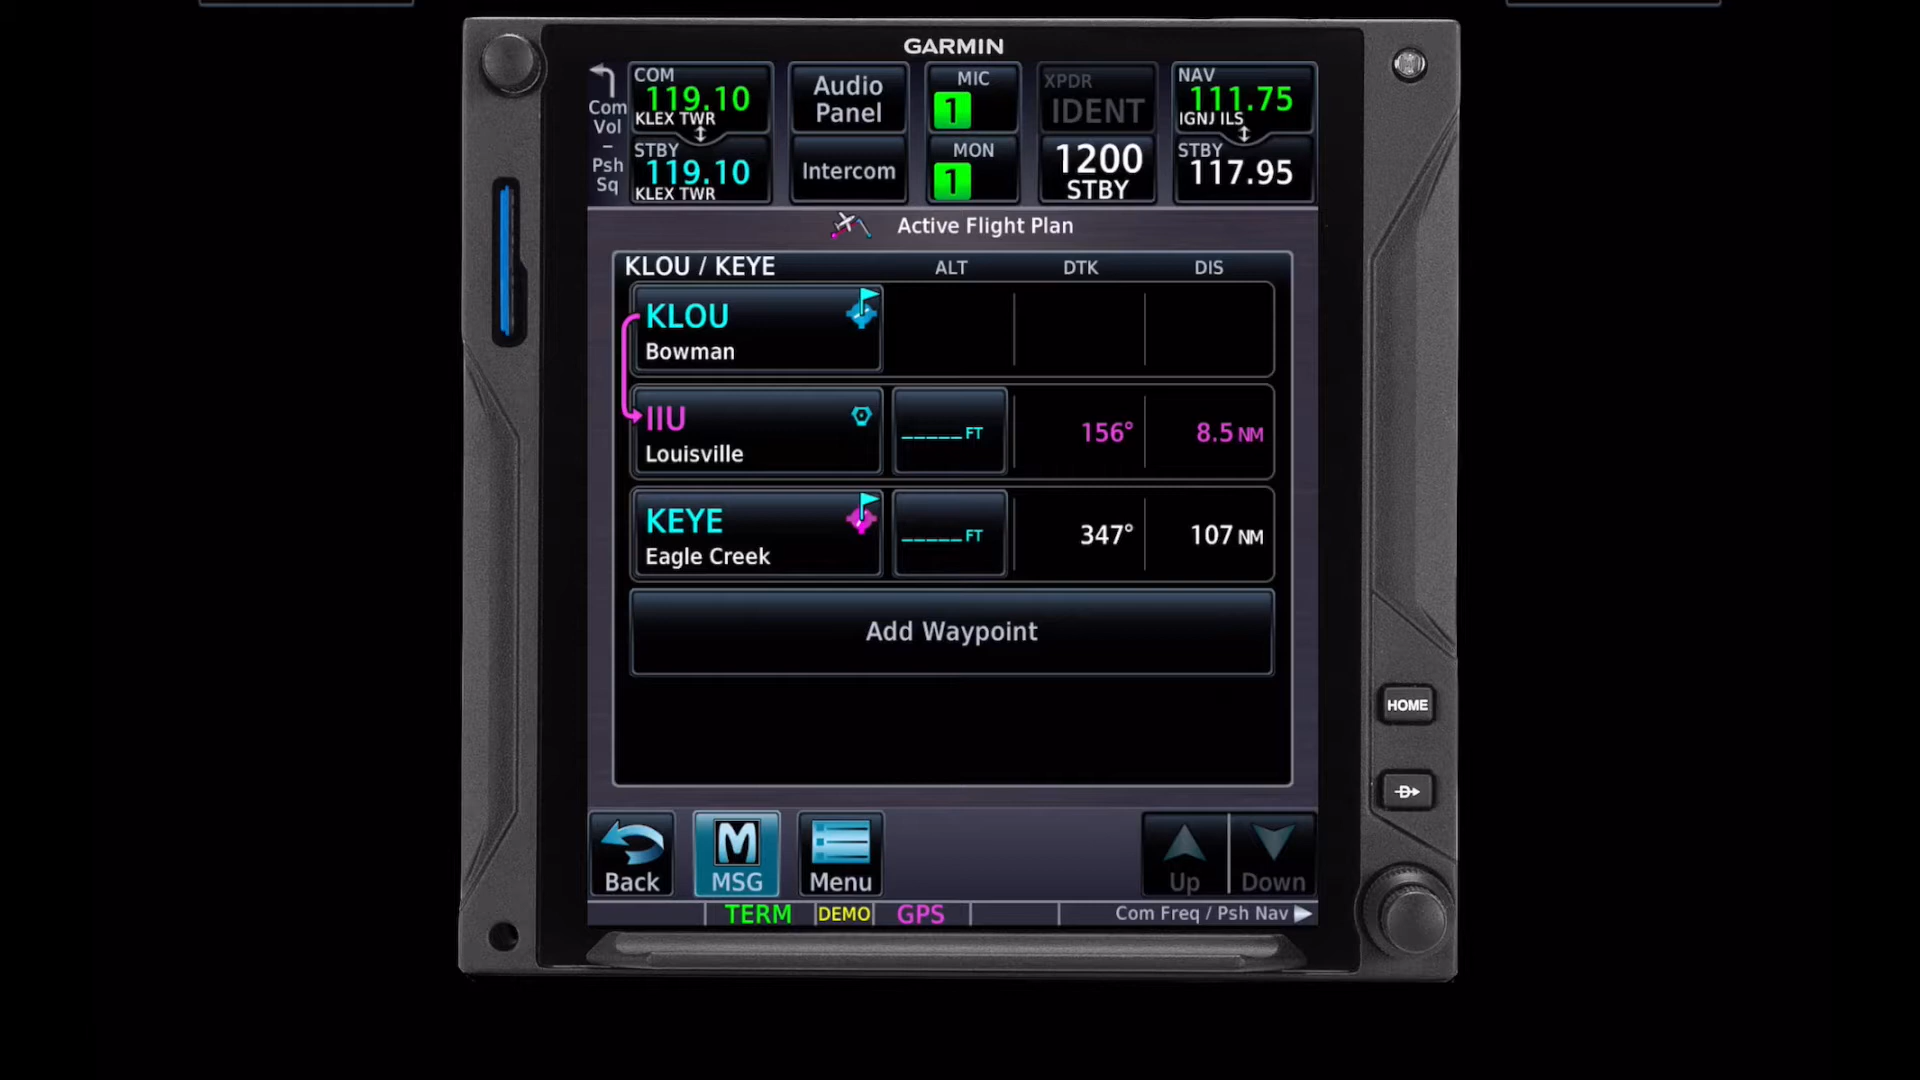 GARMIN
Com
Vol
–
Psh
Sq
COM
119.10
KLEX TWR
STBY
119.10
KLEX TWR
Audio
Panel
Intercom
MIC
1
MON
1
XPDR
IDENT
1200
STBY
NAV
111.75
IGNJ ILS
STBY
117.95
Active Flight Plan
KLOU / KEYE ALT DTK DIS
KLOU
Bowman
IIU
Louisville
_____FT 156° 8.5 NM
KEYE
Eagle Creek
_____FT 347° 107 NM
Add Waypoint
HOME
D
Back
M
MSG
Menu
Up
Down
TERM DEMO GPS Com Freq / Psh Nav